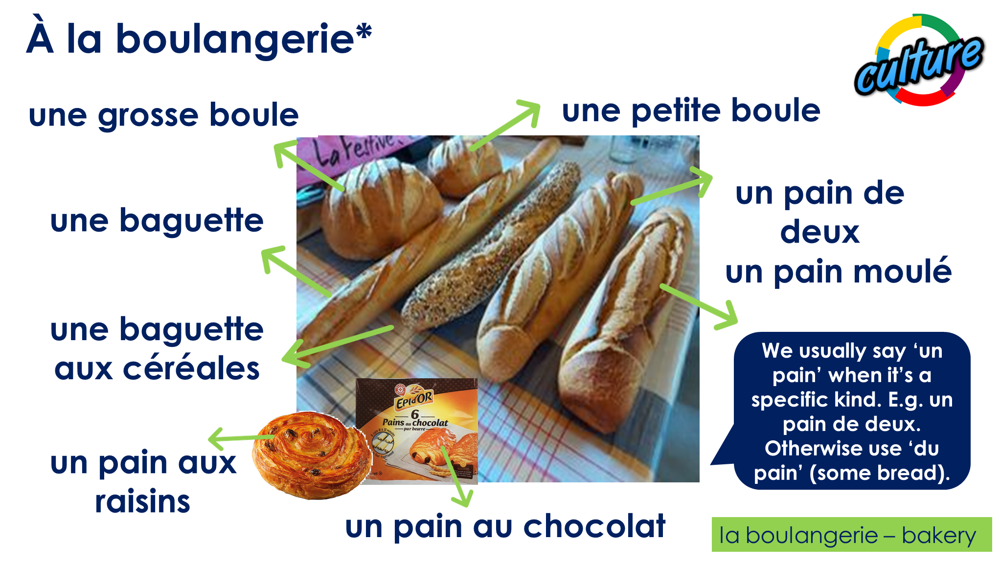 À la boulangerie*
culture
une grosse boule
une petite boule
La Festive
une baguette
un pain de
deux
un pain moulé
une baguette
aux céréales
We usually say ‘un
pain’ when it’s a
specific kind. E.g. un
pain de deux.
Otherwise use ‘du
pain’ (some bread).
EPI d'OR
6
Pains au chocolat
pur beurre
un pain aux
raisins
un pain au chocolat
la boulangerie – bakery